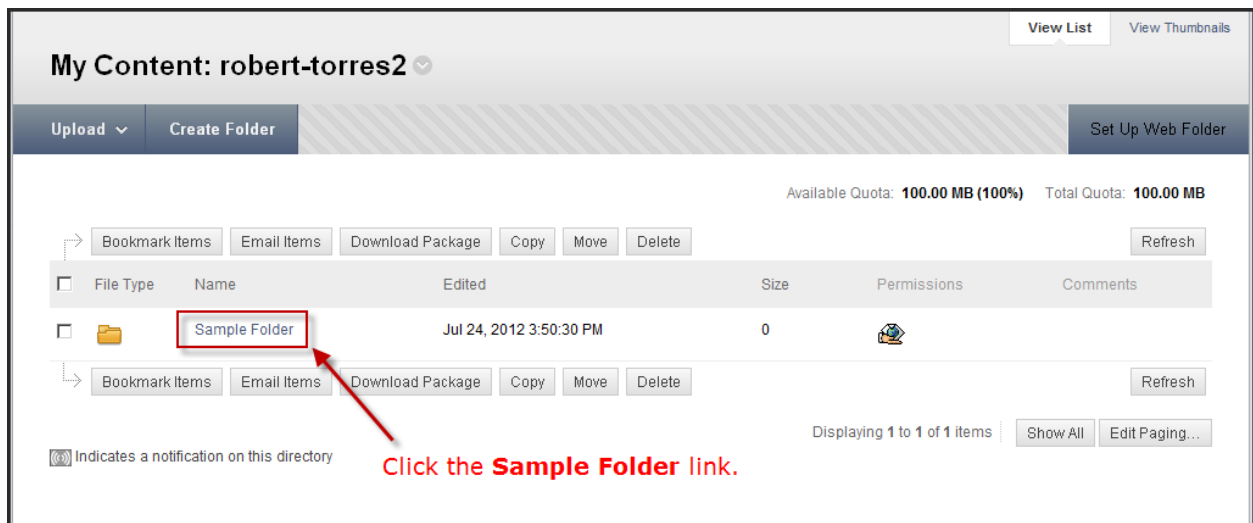 View List View Thumbnails
My Content: robert-torres2
Upload Create Folder Set Up Web Folder
Available Quota: 100.00 MB (100%) Total Quota: 100.00 MB
Bookmark Items Email Items Download Package Copy Move Delete Refresh
File Type Name Edited Size Permissions Comments
Sample Folder Jul 24, 2012 3:50:30 PM 0
Bookmark Items Email Items Download Package Copy Move Delete Refresh
Displaying 1 to 1 of 1 items Show All Edit Paging...
Indicates a notification on this directory
Click the Sample Folder link.